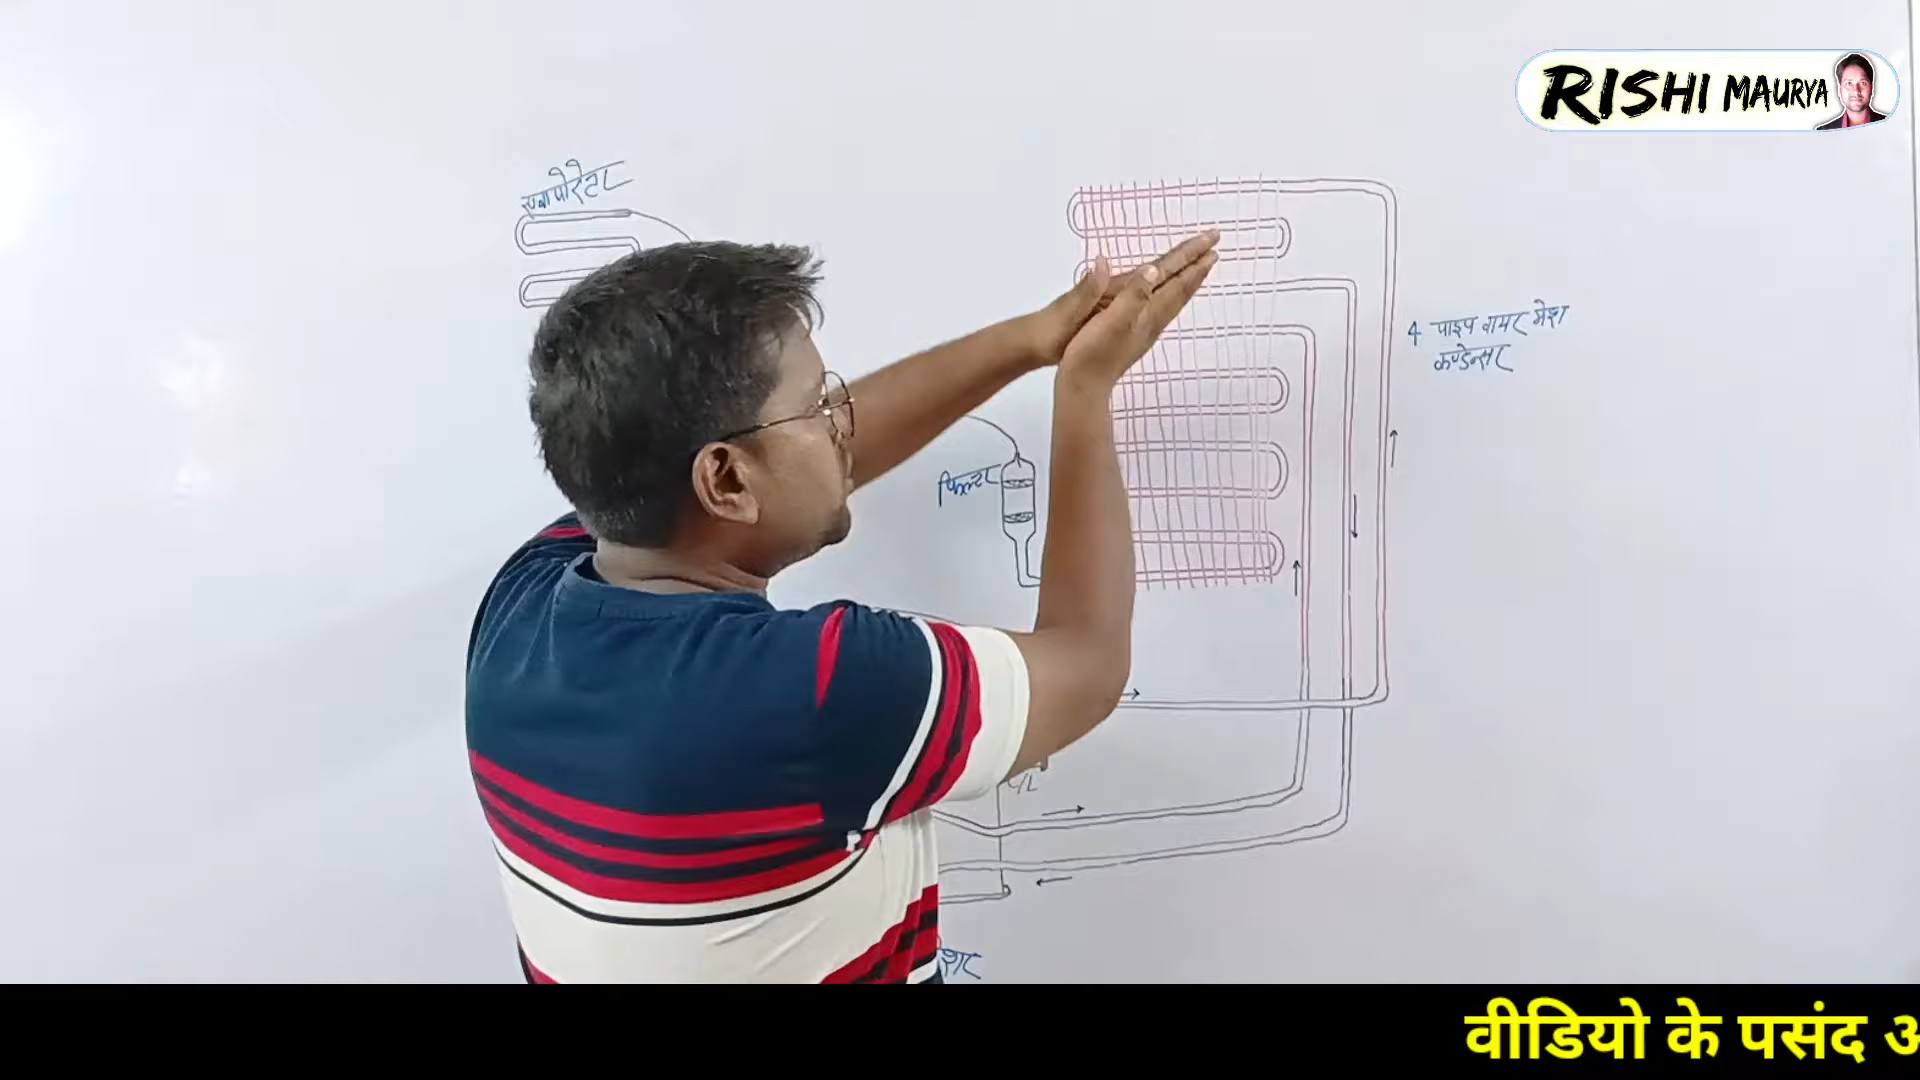 RISHI MAURYA
एवापोरेटर
4 पाइप वायर मेश
कण्डेन्सर
फिल्टर
C/L
वीडियो के पसंद